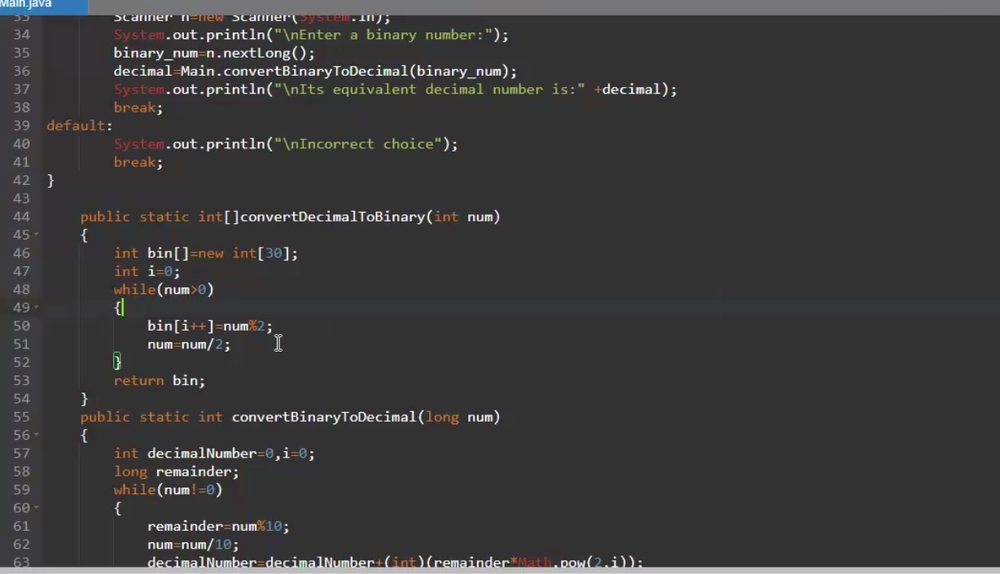 Main.java
33 Scanner n=new Scanner(System.in);
34 System.out.println("\nEnter a binary number:");
35 binary_num=n.nextLong();
36 decimal=Main.convertBinaryToDecimal(binary_num);
37 System.out.println("\nIts equivalent decimal number is:" +decimal);
38 break;
39 default:
40 System.out.println("\nIncorrect choice");
41 break;
42 }
43
44 public static int[]convertDecimalToBinary(int num)
45 {
46 int bin[]=new int[30];
47 int i=0;
48 while(num>0)
49 {
50 bin[i++]=num%2;
51 num=num/2;
52 }
53 return bin;
54 }
55 public static int convertBinaryToDecimal(long num)
56 {
57 int decimalNumber=0,i=0;
58 long remainder;
59 while(num!=0)
60 {
61 remainder=num%10;
62 num=num/10;
63 decimalNumber=decimalNumber+(int)(remainder*Math.pow(2,i));